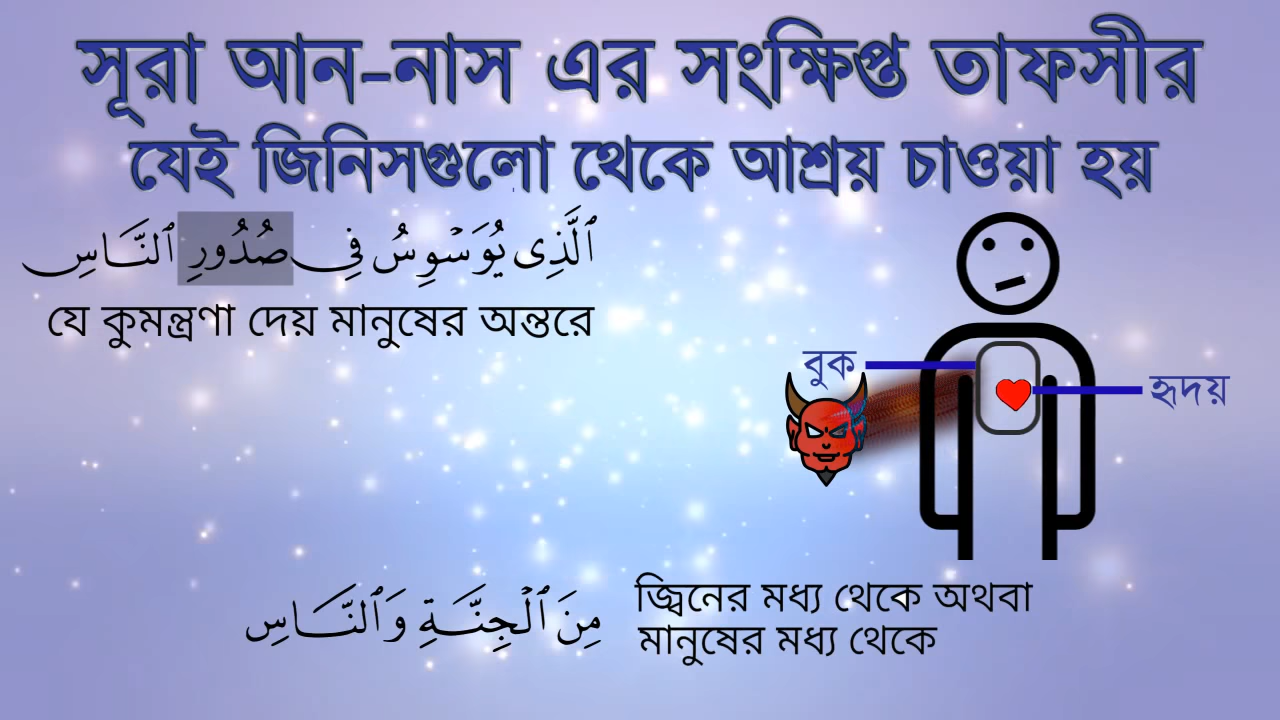 সূরা আন-নাস এর সংক্ষিপ্ত তাফসীর
যেই জিনিসগুলো থেকে আশ্রয় চাওয়া হয়
ٱلَّذِى يُوَسْوِسُ فِى صُدُورِ ٱلنَّاسِ
যে কুমন্ত্রণা দেয় মানুষের অন্তরে
বুক
হৃদয়
مِنَ ٱلْجِنَّةِ وَٱلنَّاسِ
জ্বিনের মধ্য থেকে অথবা
মানুষের মধ্য থেকে